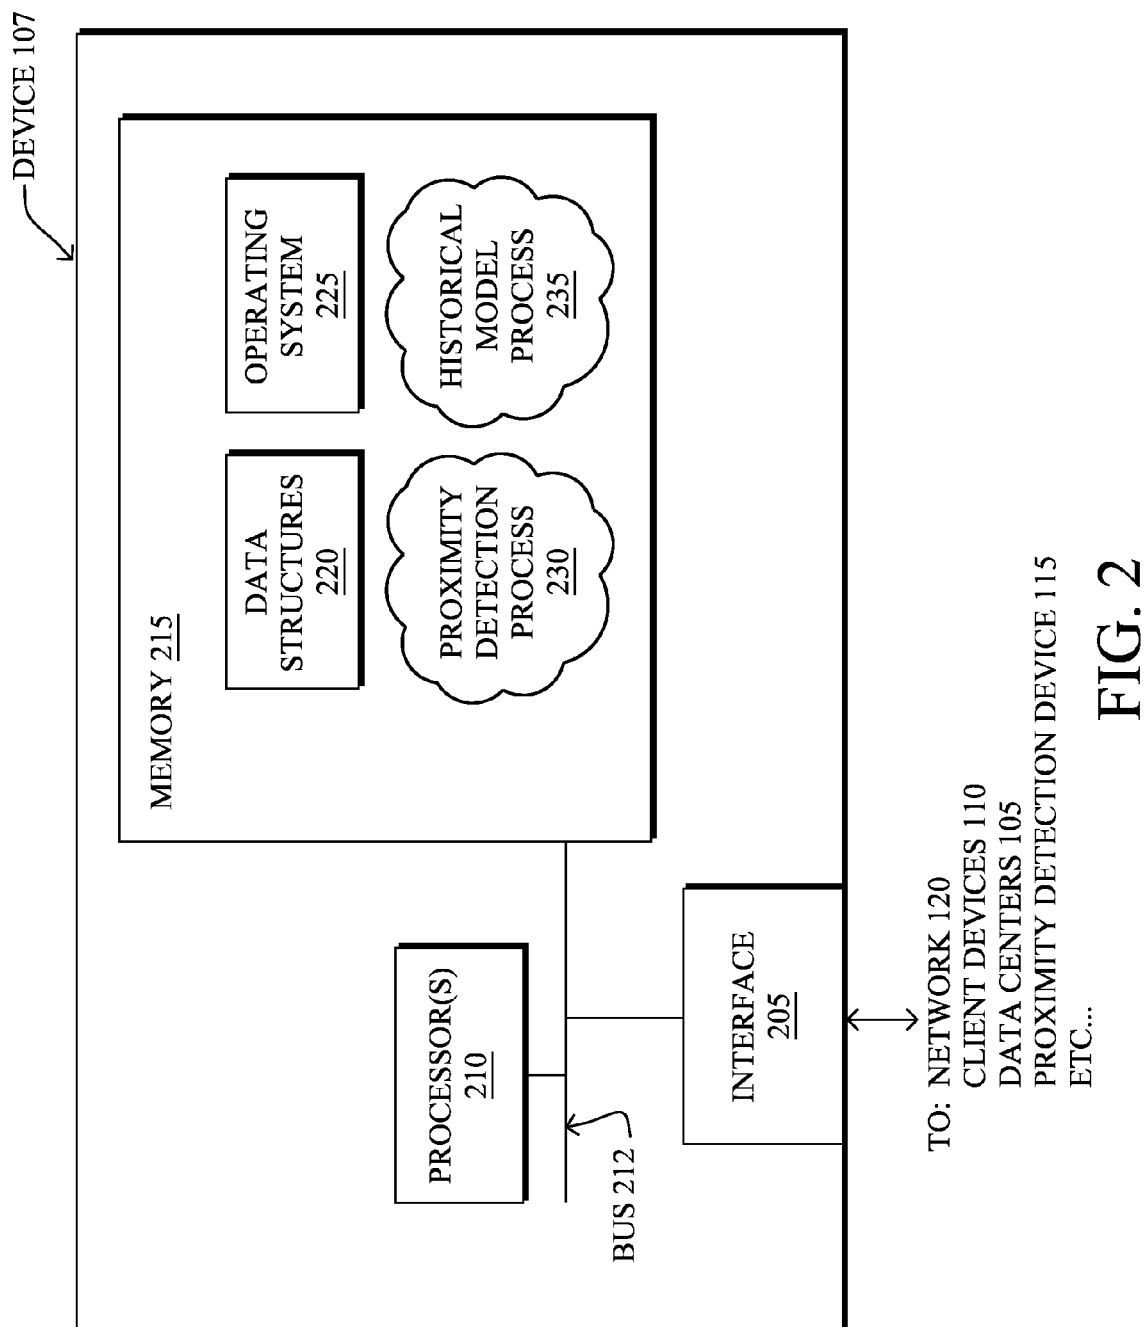 DEVICE 107
MEMORY 215
DATA
STRUCTURES
220
OPERATING
SYSTEM
225
PROXIMITY
DETECTION
PROCESS
230
HISTORICAL
MODEL
PROCESS
235
PROCESSOR(S)
210
BUS 212
INTERFACE
205
TO: NETWORK 120
CLIENT DEVICES 110
DATA CENTERS 105
PROXIMITY DETECTION DEVICE 115
ETC...
FIG. 2